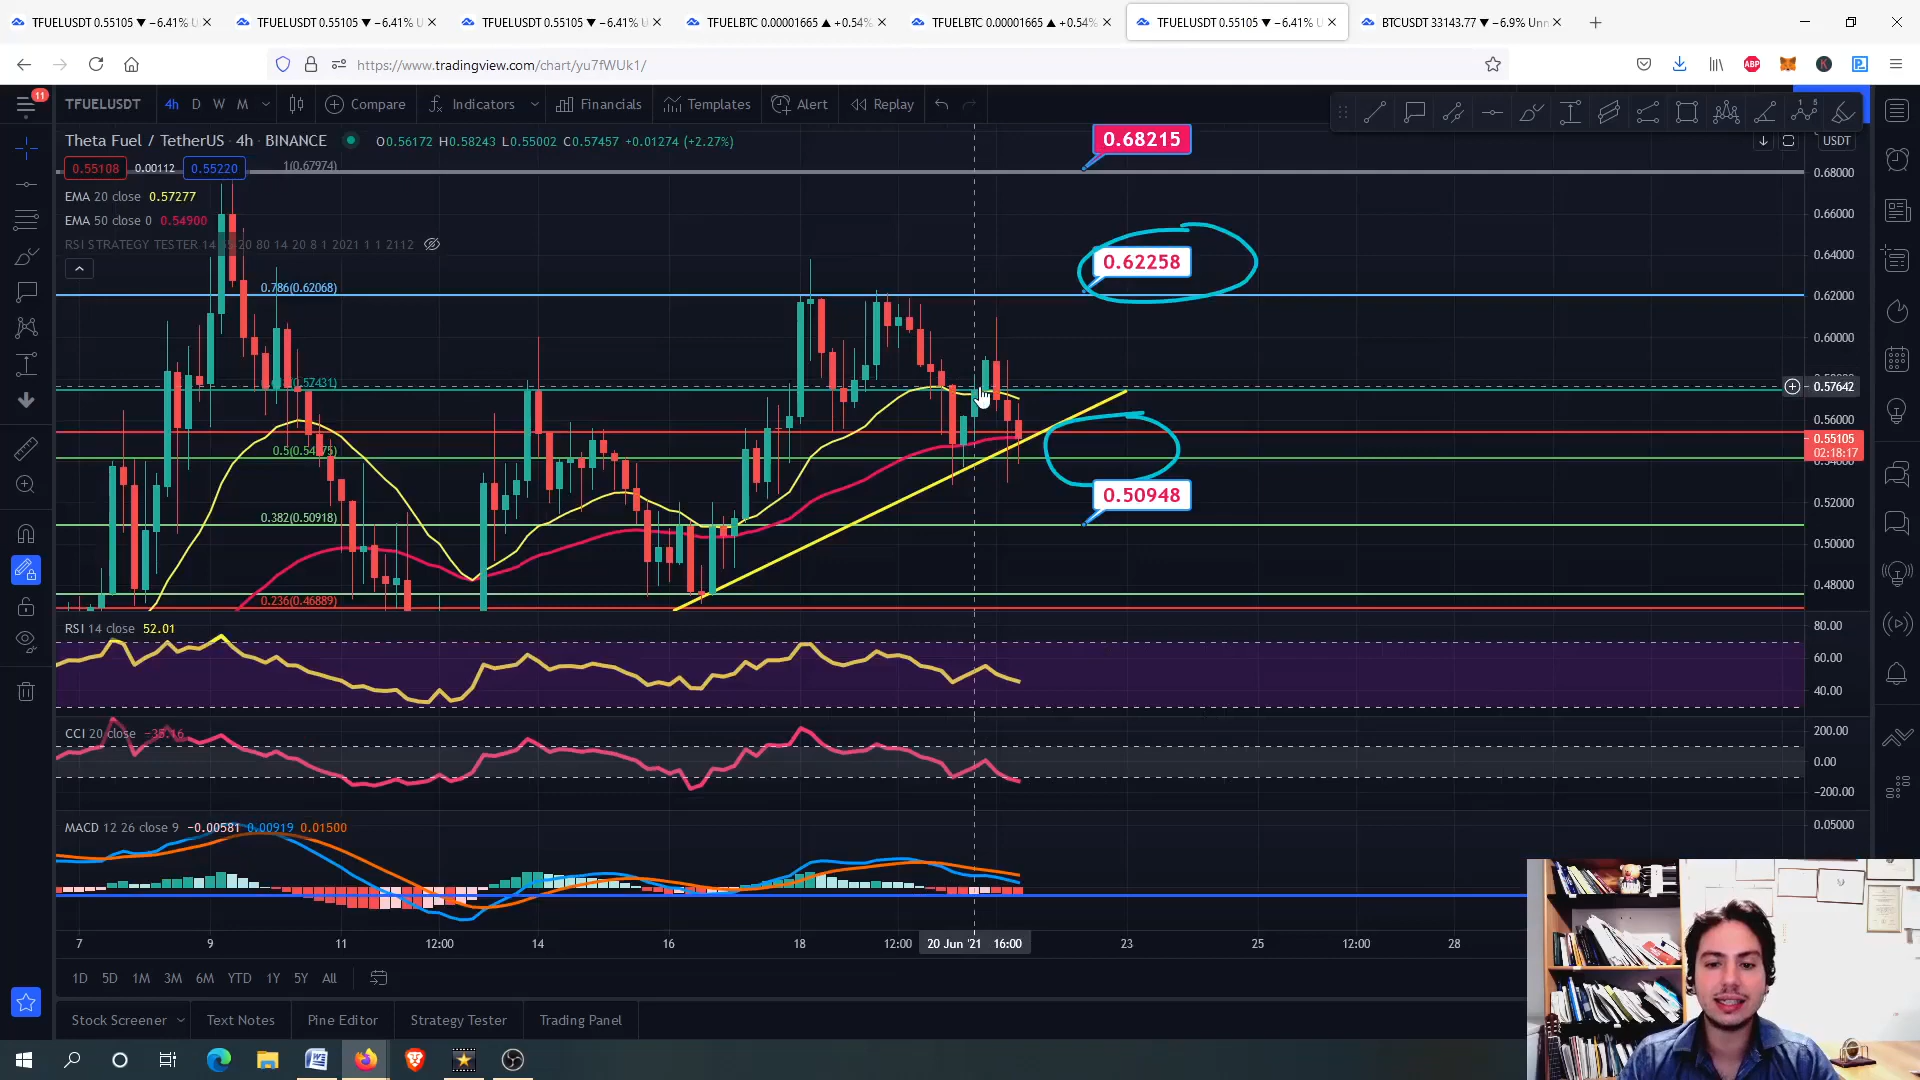 TFUELUSDT 0.55105 ▼ −6.41% U
TFUELUSDT 0.55105 ▼ −6.41% U
TFUELUSDT 0.55105 ▼ −6.41% U
TFUELBTC 0.00001665 ▲ +0.54%
TFUELBTC 0.00001665 ▲ +0.54%
TFUELUSDT 0.55105 ▼ −6.41% U
BTCUSDT 33143.77 ▼ −6.9% Unn
https://www.tradingview.com/chart/yu7fWUk1/
ABP
11
TFUELUSDT 4h D W M Compare Indicators Financials Templates Alert Replay
Theta Fuel / TetherUS · 4h · BINANCE O0.56172 H0.58243 L0.55002 C0.57457 +0.01274 (+2.27%)
USDT
0.55108 0.00112 0.55220
1(0.67974)
0.68215
0.68000
EMA 20 close 0.57277
EMA 50 close 0 0.54900
0.66000
0.64000
0.62258
0.786(0.62068)
0.62000
0.60000
0.57642
0.56000
0.55105
02:18:17
0.50948
0.52000
0.382(0.50918)
0.50000
0.48000
0.236(0.46889)
RSI 14 close 52.01
80.00
60.00
40.00
CCI 20 close −35.16
200.00
0.00
−200.00
MACD 12 26 close 9 −0.00581 0.00919 0.01500
0.05000
7 9 11 12:00 14 16 18 12:00 20 Jun '21 16:00 23 25 12:00 28
1D 5D 1M 3M 6M YTD 1Y 5Y All
Stock Screener Text Notes Pine Editor Strategy Tester Trading Panel